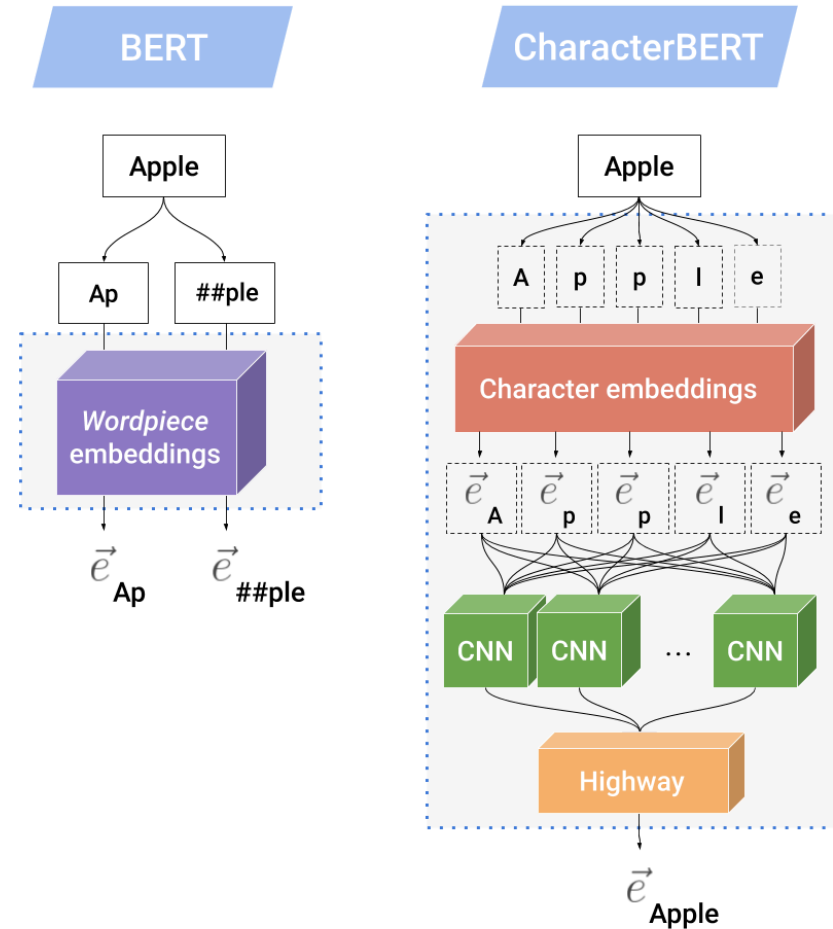 BERT
Apple
Ap
##ple
Wordpiece
embeddings
e⃗ Ap
e⃗ ##ple
CharacterBERT
Apple
A p p l e
Character embeddings
e⃗ A e⃗ p e⃗ p e⃗ l e⃗ e
CNN CNN ... CNN
Highway
e⃗ Apple